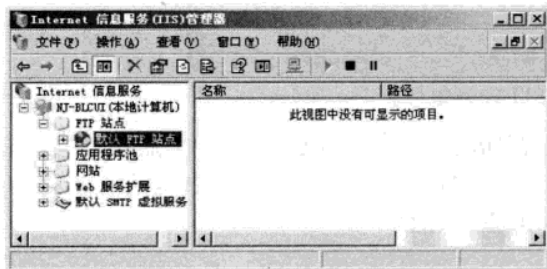 Internet 信息服务(IIS)管理器
文件(F) 操作(A) 查看(V) 窗口(W) 帮助(H)
Internet 信息服务
名称 路径
NJ-BLCUI(本地计算机)
此视图中没有可显示的项目。
FTP 站点
默认 FTP 站点
应用程序池
网站
Web 服务扩展
默认 SMTP 虚拟服务